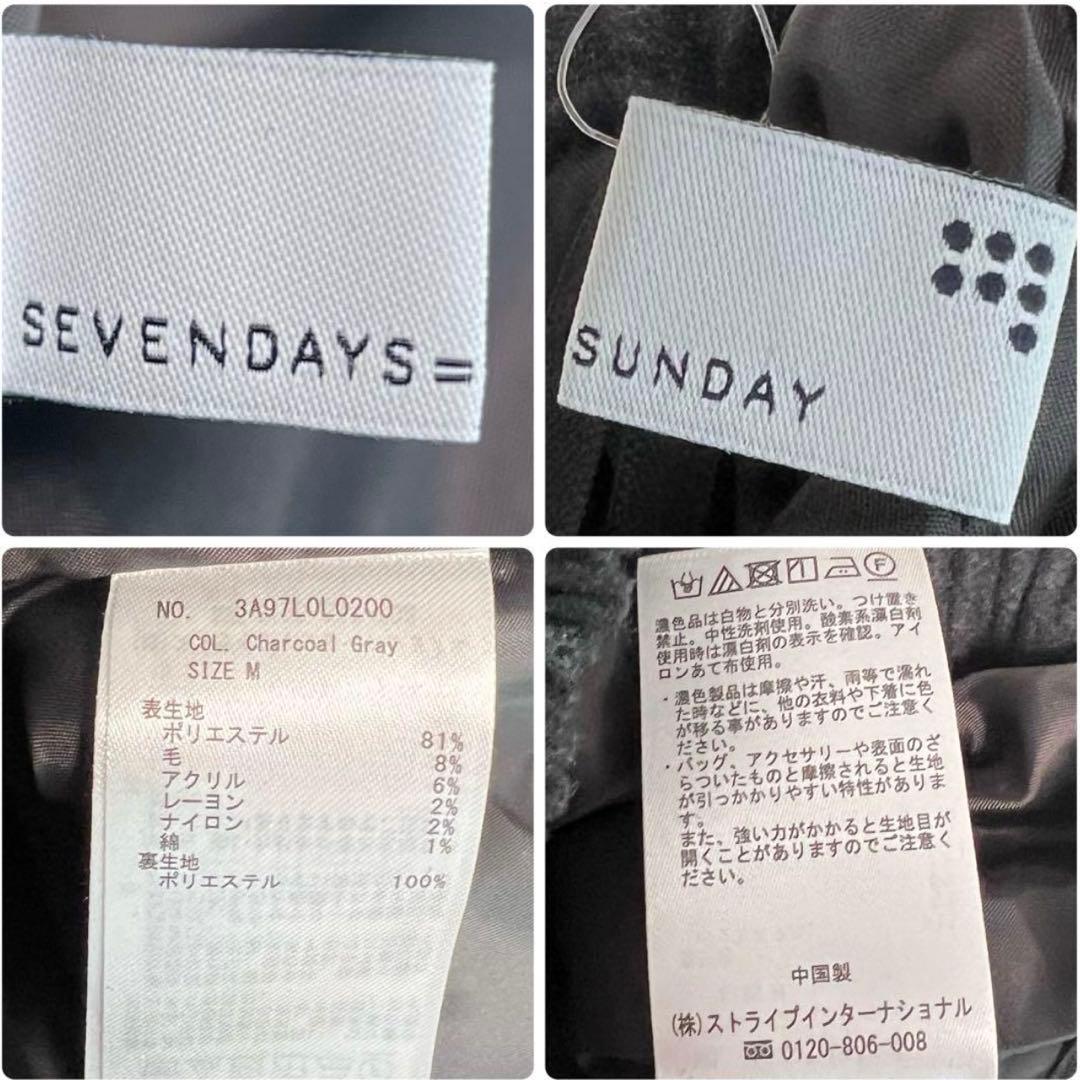 SEVENDAYS=
SUNDAY
NO. 3A97L0L0200
COL. Charcoal Gray
SIZE M
表生地
ポリエステル 81%
毛 8%
アクリル 6%
レーヨン 2%
ナイロン 2%
綿 1%
裏生地
ポリエステル 100%
F
濃色品は白物と分別洗い。つけ置き
禁止。中性洗剤使用。酸素系漂白剤
使用時は漂白剤の表示を確認。アイ
ロンあて布使用。
・濃色製品は摩擦や汗、雨等で濡れ
た時などに、他の衣料や下着に色
が移る事がありますのでご注意く
ださい。
・バッグ、アクセサリーや表面のざ
らついたものと摩擦されると生地
が引っかかりやすい特性がありま
す。
また、強い力がかかると生地目が
開くことがありますのでご注意く
ださい。
中国製
(株)ストライプインターナショナル
0120-806-008